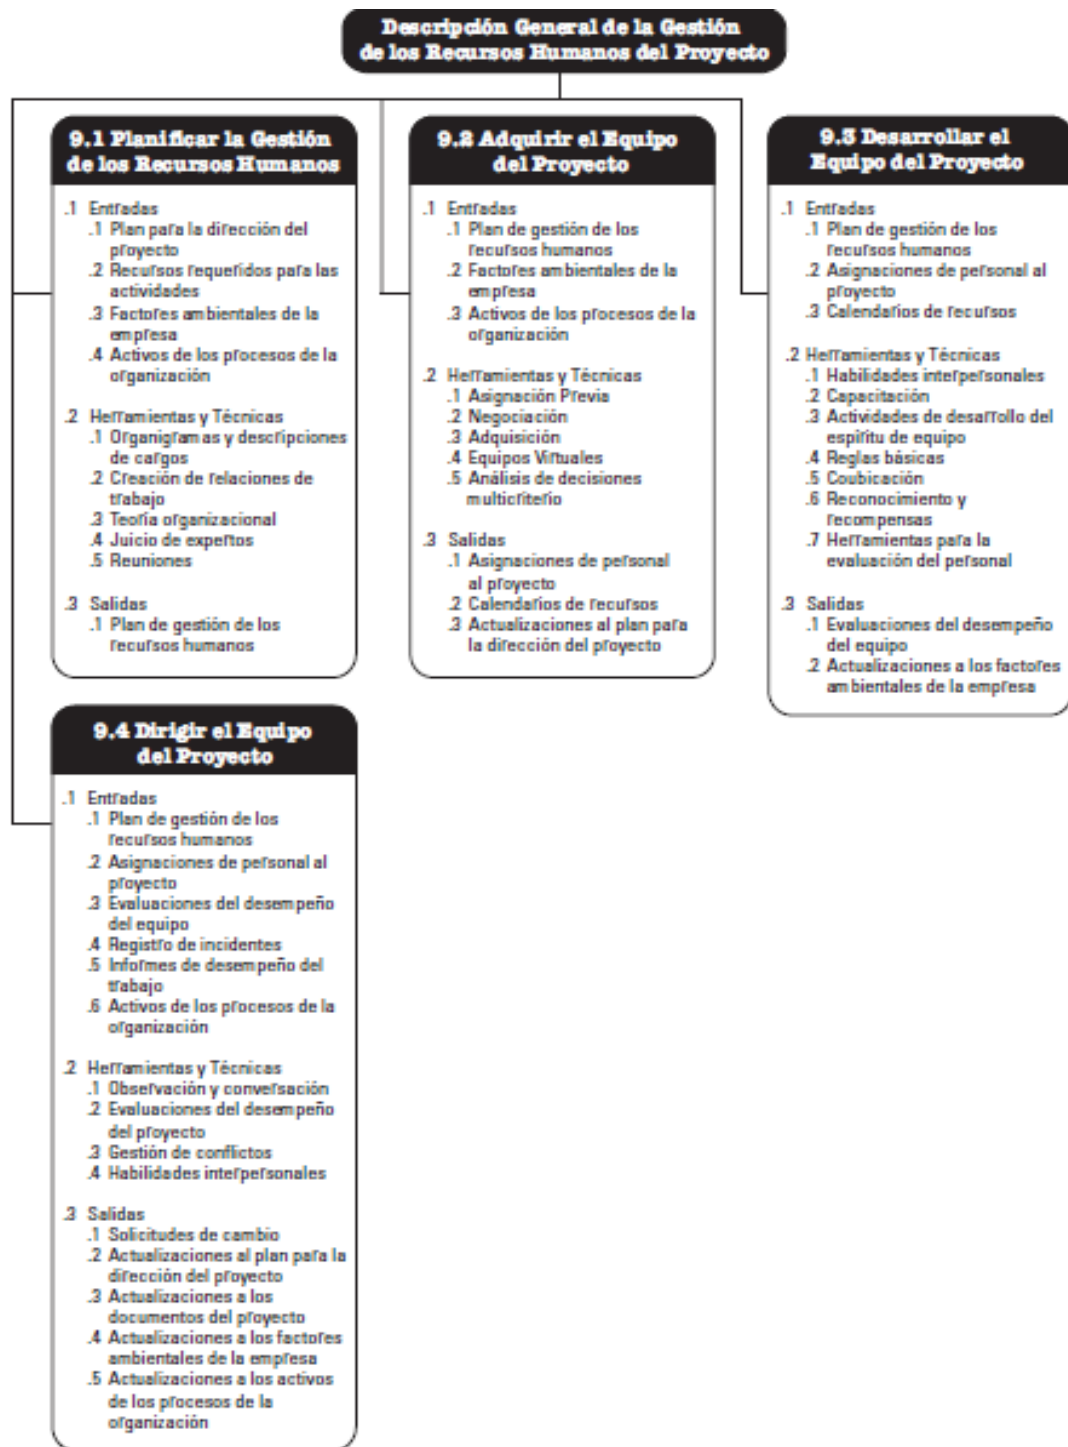 Descripción General de la Gestión
de los Recursos Humanos del Proyecto
9.1 Planificar la Gestión
de los Recursos Humanos
.1 Entradas
.1 Plan para la dirección del
proyecto
.2 Recursos requeridos para las
actividades
.3 Factores ambientales de la
empresa
.4 Activos de los procesos de la
organización
.2 Herramientas y Técnicas
.1 Organigramas y descripciones
de cargos
.2 Creación de relaciones de
trabajo
.3 Teoría organizacional
.4 Juicio de expertos
.5 Reuniones
.3 Salidas
.1 Plan de gestión de los
recursos humanos
9.2 Adquirir el Equipo
del Proyecto
.1 Entradas
.1 Plan de gestión de los
recursos humanos
.2 Factores ambientales de la
empresa
.3 Activos de los procesos de la
organización
.2 Herramientas y Técnicas
.1 Asignación Previa
.2 Negociación
.3 Adquisición
.4 Equipos Virtuales
.5 Análisis de decisiones
multicriterio
.3 Salidas
.1 Asignaciones de personal
al proyecto
.2 Calendarios de recursos
.3 Actualizaciones al plan para
la dirección del proyecto
9.3 Desarrollar el
Equipo del Proyecto
.1 Entradas
.1 Plan de gestión de los
recursos humanos
.2 Asignaciones de personal al
proyecto
.3 Calendarios de recursos
.2 Herramientas y Técnicas
.1 Habilidades interpersonales
.2 Capacitación
.3 Actividades de desarrollo del
espíritu de equipo
.4 Reglas básicas
.5 Coubicación
.6 Reconocimiento y
recompensas
.7 Herramientas para la
evaluación del personal
.3 Salidas
.1 Evaluaciones del desempeño
del equipo
.2 Actualizaciones a los factores
ambientales de la empresa
9.4 Dirigir el Equipo
del Proyecto
.1 Entradas
.1 Plan de gestión de los
recursos humanos
.2 Asignaciones de personal al
proyecto
.3 Evaluaciones del desempeño
del equipo
.4 Registro de incidentes
.5 Informes de desempeño del
trabajo
.6 Activos de los procesos de la
organización
.2 Herramientas y Técnicas
.1 Observación y conversación
.2 Evaluaciones del desempeño
del proyecto
.3 Gestión de conflictos
.4 Habilidades interpersonales
.3 Salidas
.1 Solicitudes de cambio
.2 Actualizaciones al plan para la
dirección del proyecto
.3 Actualizaciones a los
documentos del proyecto
.4 Actualizaciones a los factores
ambientales de la empresa
.5 Actualizaciones a los activos
de los procesos de la
organización